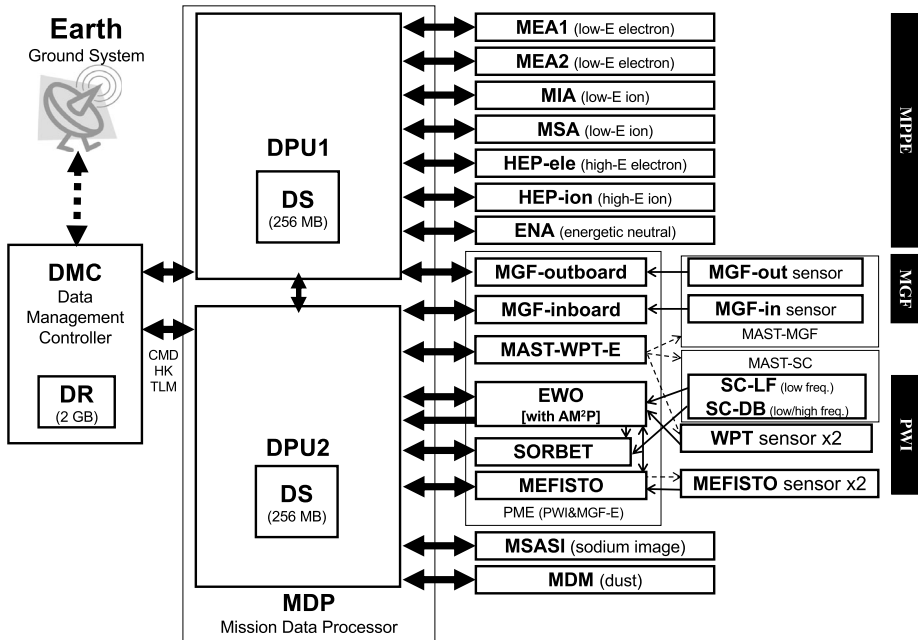 Earth
Ground System
DMC
Data
Management
Controller
DR
(2 GB)
CMD
HK
TLM
DPU1
DS
(256 MB)
DPU2
DS
(256 MB)
MDP
Mission Data Processor
MEA1 (low-E electron)
MEA2 (low-E electron)
MIA (low-E ion)
MSA (low-E ion)
HEP-ele (high-E electron)
HEP-ion (high-E ion)
ENA (energetic neutral)
MGF-outboard
MGF-inboard
MAST-WPT-E
EWO
[with AM²P]
SORBET
MEFISTO
PME (PWI&MGF-E)
MSASI (sodium image)
MDM (dust)
MGF-out sensor
MGF-in sensor
MAST-MGF
MAST-SC
SC-LF (low freq.)
SC-DB (low/high freq.)
WPT sensor x2
MEFISTO sensor x2
MPPE
MGF
PWI